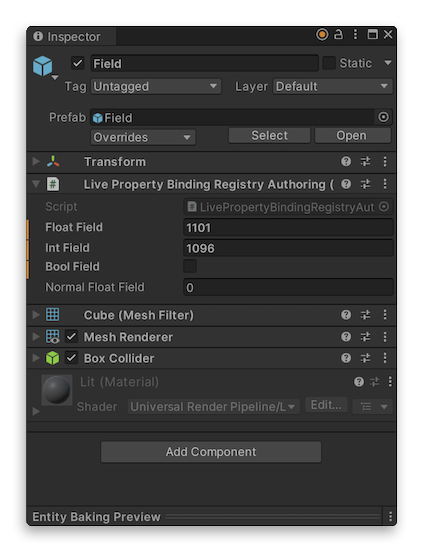 Inspector
Field
Static
Tag Untagged Layer Default
Prefab Field
Overrides Select Open
Transform
Live Property Binding Registry Authoring (
Script LivePropertyBindingRegistryAut
Float Field 1101
Int Field 1096
Bool Field
Normal Float Field 0
Cube (Mesh Filter)
Mesh Renderer
Box Collider
Lit (Material)
Shader Universal Render Pipeline/L Edit...
Add Component
Entity Baking Preview